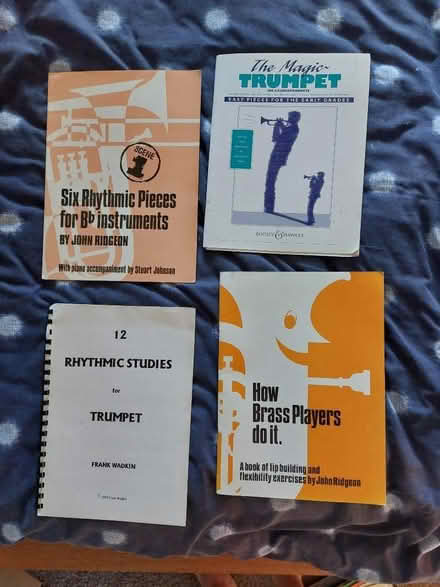 SCENE
1
Six Rhythmic Pieces
for B♭ instruments
BY JOHN RIDGEON
With piano accompaniment by Stuart Johnson
The Magic
TRUMPET
EASY PIECES FOR THE EARLY GRADES
BOOSEY & HAWKES
12
RHYTHMIC STUDIES
for
TRUMPET
FRANK WADKIN
How
Brass Players
do it.
A book of lip building and
flexibility exercises by John Ridgeon